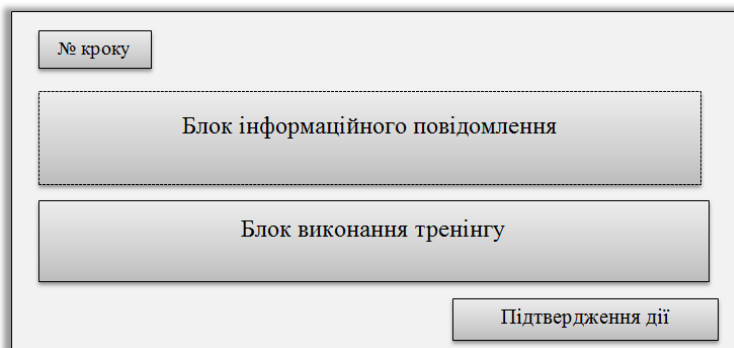 № кроку
Блок інформаційного повідомлення
Блок виконання тренінгу
Підтвердження дії